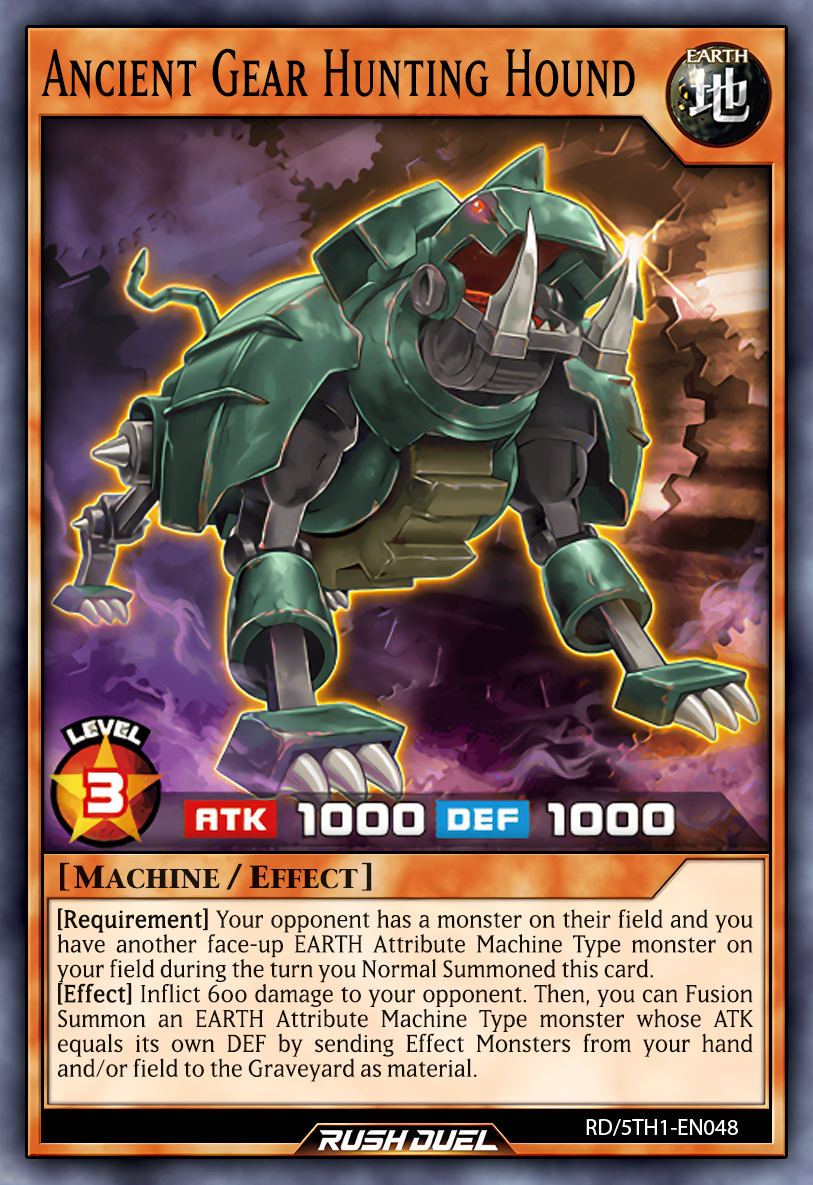 ANCIENT GEAR HUNTING HOUND
EARTH
地
LEVEL
3
ATK 1000 DEF 1000
[MACHINE / EFFECT]
[Requirement] Your opponent has a monster on their field and you
have another face-up EARTH Attribute Machine Type monster on
your field during the turn you Normal Summoned this card.
[Effect] Inflict 600 damage to your opponent. Then, you can Fusion
Summon an EARTH Attribute Machine Type monster whose ATK
equals its own DEF by sending Effect Monsters from your hand
and/or field to the Graveyard as material.
RUSH DUEL
RD/5TH1-EN048